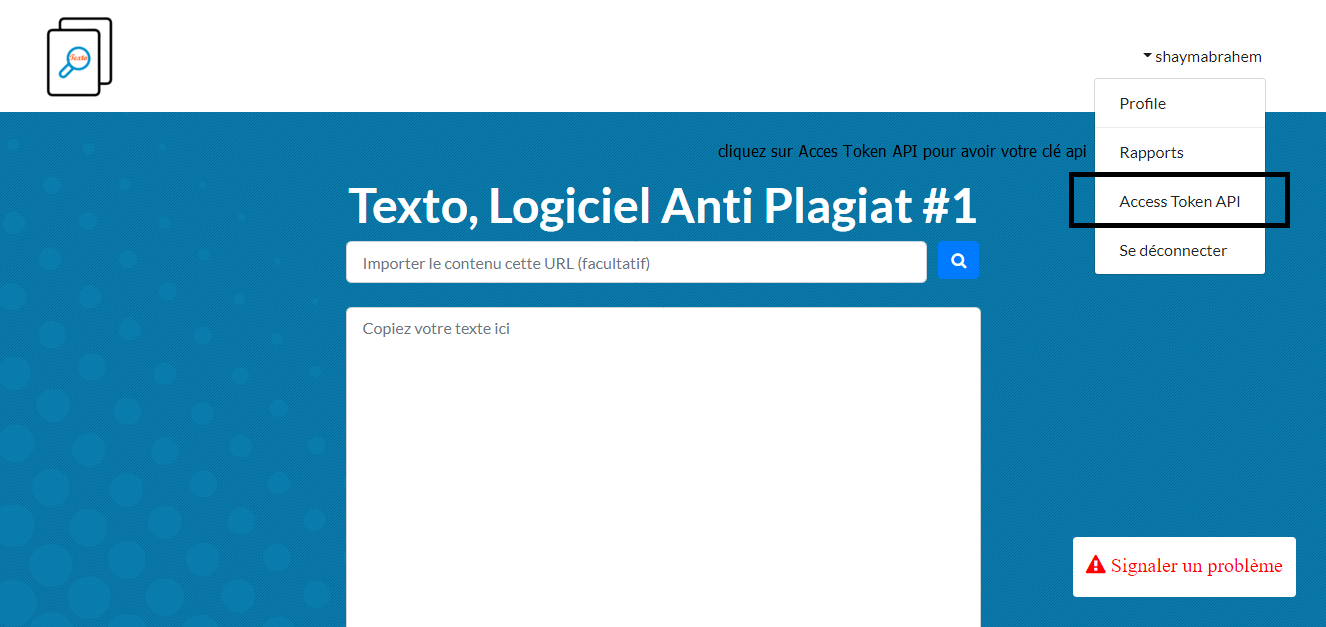 Texto
shaymabrahem
Profile
cliquez sur Acces Token API pour avoir votre clé api
Rapports
Texto, Logiciel Anti Plagiat #1
Access Token API
Importer le contenu cette URL (facultatif)
Se déconnecter
Copiez votre texte ici
Signaler un problème